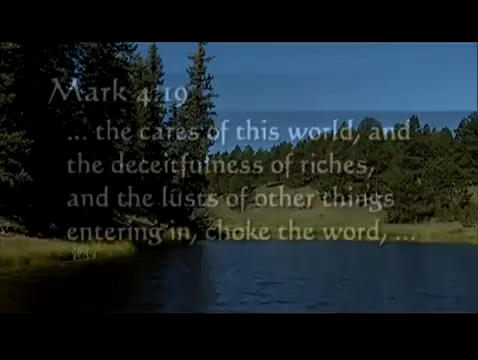 Mark 4:19
... the cares of this world, and
the deceitfulness of riches,
and the lusts of other things
entering in, choke the word, ...